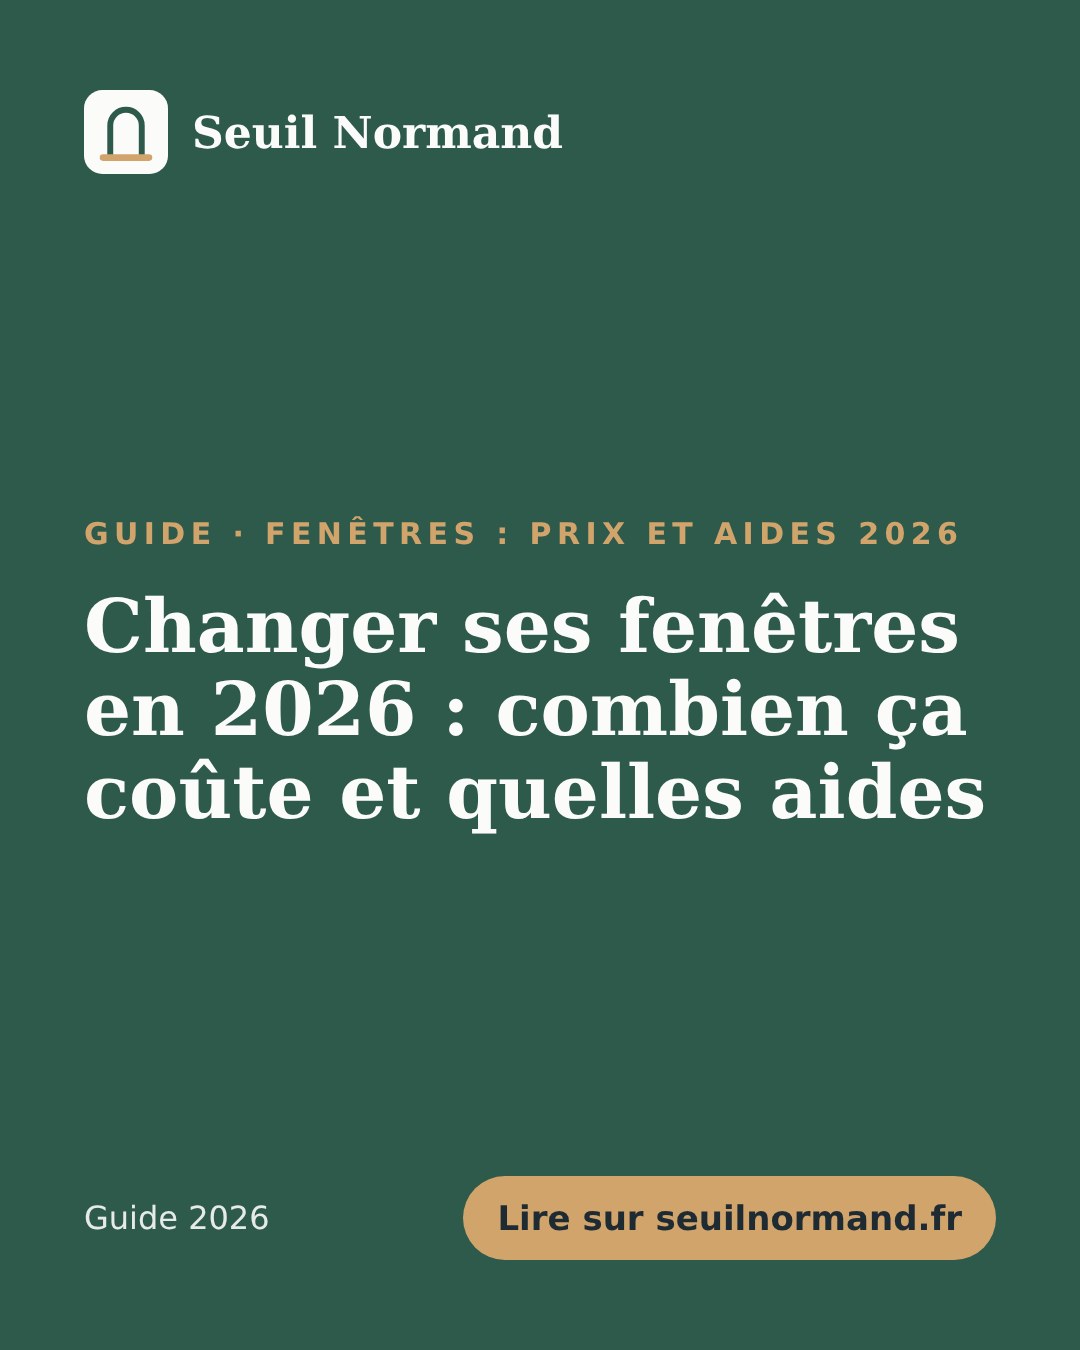 Seuil Normand
GUIDE · FENÊTRES : PRIX ET AIDES 2026
Changer ses fenêtres
en 2026 : combien ça
coûte et quelles aides
Guide 2026
Lire sur seuilnormand.fr